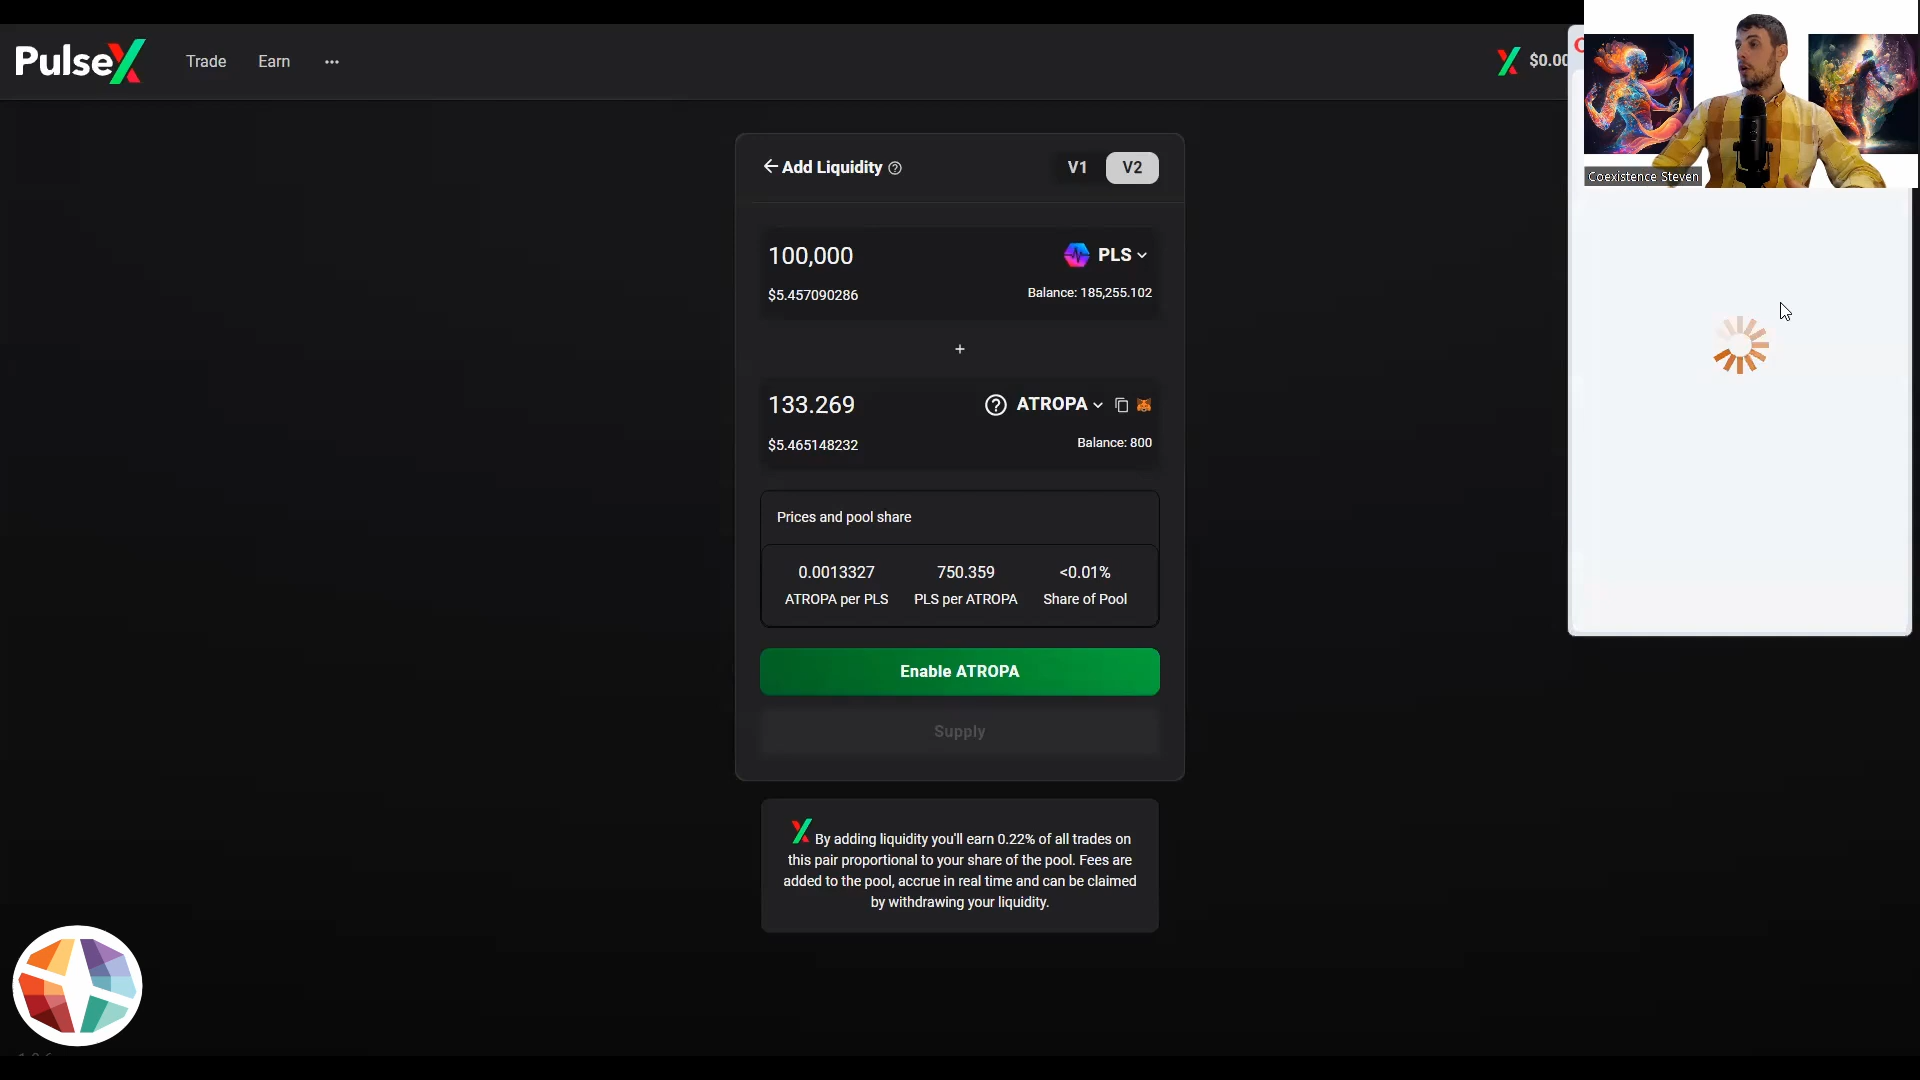 PulseX
Trade
Earn
$0.00
Coexistence Steven
Add Liquidity
V1
V2
100,000
PLS
$5.457090286
Balance: 185,255.102
+
133.269
ATROPA
$5.465148232
Balance: 800
Prices and pool share
0.0013327
750.359
<0.01%
ATROPA per PLS
PLS per ATROPA
Share of Pool
Enable ATROPA
Supply
By adding liquidity you'll earn 0.22% of all trades on
this pair proportional to your share of the pool. Fees are
added to the pool, accrue in real time and can be claimed
by withdrawing your liquidity.